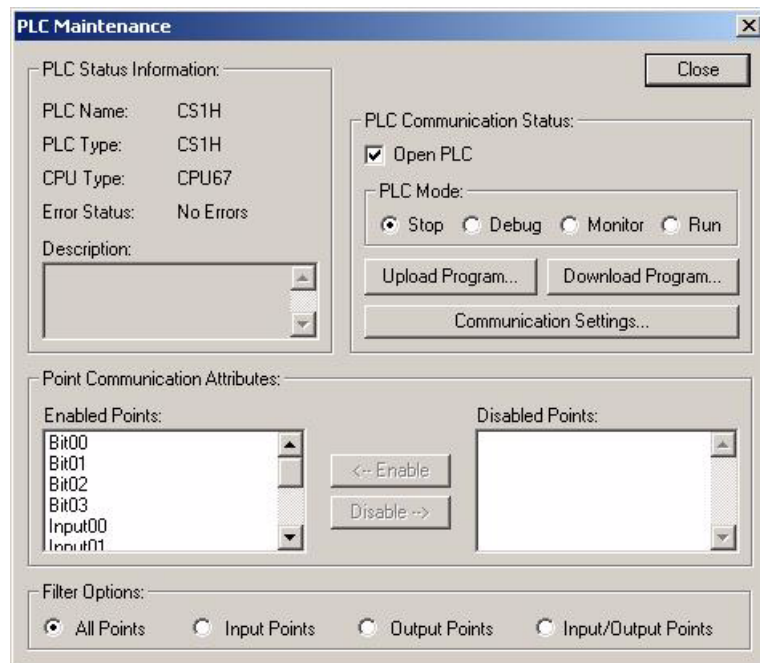 PLC Maintenance
PLC Status Information:
PLC Name: CS1H
PLC Type: CS1H
CPU Type: CPU67
Error Status: No Errors
Description:
Close
PLC Communication Status:
Open PLC
PLC Mode:
Stop Debug Monitor Run
Upload Program... Download Program...
Communication Settings...
Point Communication Attributes:
Enabled Points:
Bit00
Bit01
Bit02
Bit03
Input00
Input01
<-- Enable
Disable -->
Disabled Points:
Filter Options:
All Points Input Points Output Points Input/Output Points